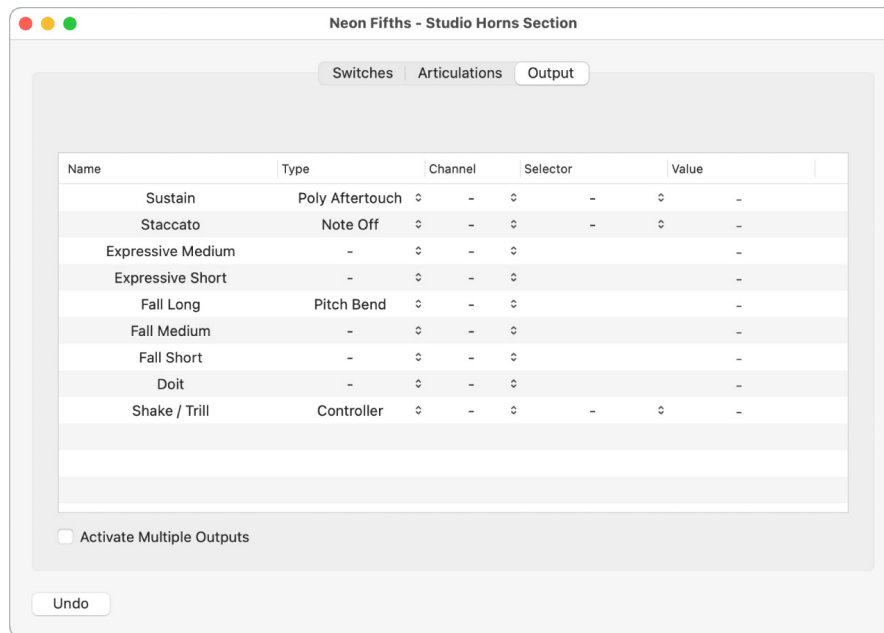 Neon Fifths - Studio Horns Section
Switches Articulations Output
Name Type Channel Selector Value
Sustain Poly Aftertouch - - -
Staccato Note Off - - -
Expressive Medium - - -
Expressive Short - - -
Fall Long Pitch Bend - -
Fall Medium - - -
Fall Short - - -
Doit - - -
Shake / Trill Controller - - -
Activate Multiple Outputs
Undo